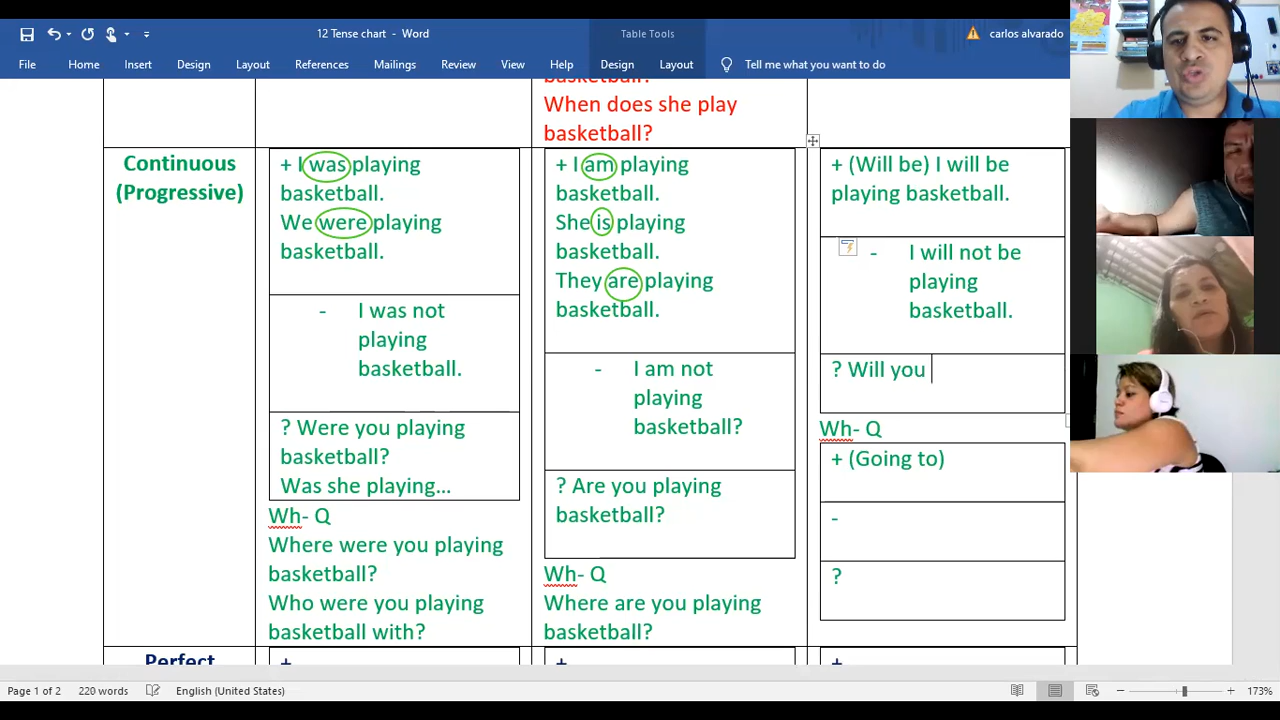 12 Tense chart - Word
Table Tools
carlos alvarado
File
Home
Insert
Design
Layout
References
Mailings
Review
View
Help
Design
Layout
Tell me what you want to do
basketball?
When does she play
basketball?
Continuous
(Progressive)
+ I was playing
basketball.
We were playing
basketball.
- I was not
playing
basketball.
? Were you playing
basketball?
Was she playing...
Wh- Q
Where were you playing
basketball?
Who were you playing
basketball with?
+ I am playing
basketball.
She is playing
basketball.
They are playing
basketball.
- I am not
playing
basketball?
? Are you playing
basketball?
Wh- Q
Where are you playing
basketball?
+ (Will be) I will be
playing basketball.
- I will not be
playing
basketball.
? Will you
Wh- Q
+ (Going to)
-
?
Perfect
+
+
+
Page 1 of 2
220 words
English (United States)
173%